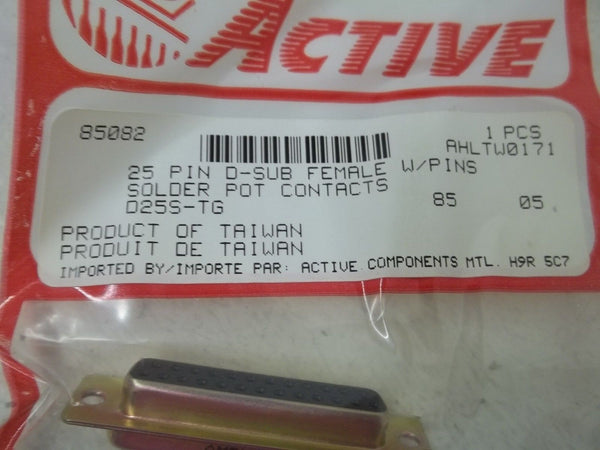 ACTIVE
85082
1 PCS
AHLTW0171
25 PIN D-SUB FEMALE W/PINS
SOLDER POT CONTACTS
D25S-TG 85 05
PRODUCT OF TAIWAN
PRODUIT DE TAIWAN
IMPORTED BY/IMPORTE PAR: ACTIVE COMPONENTS MTL. H9R 5C7